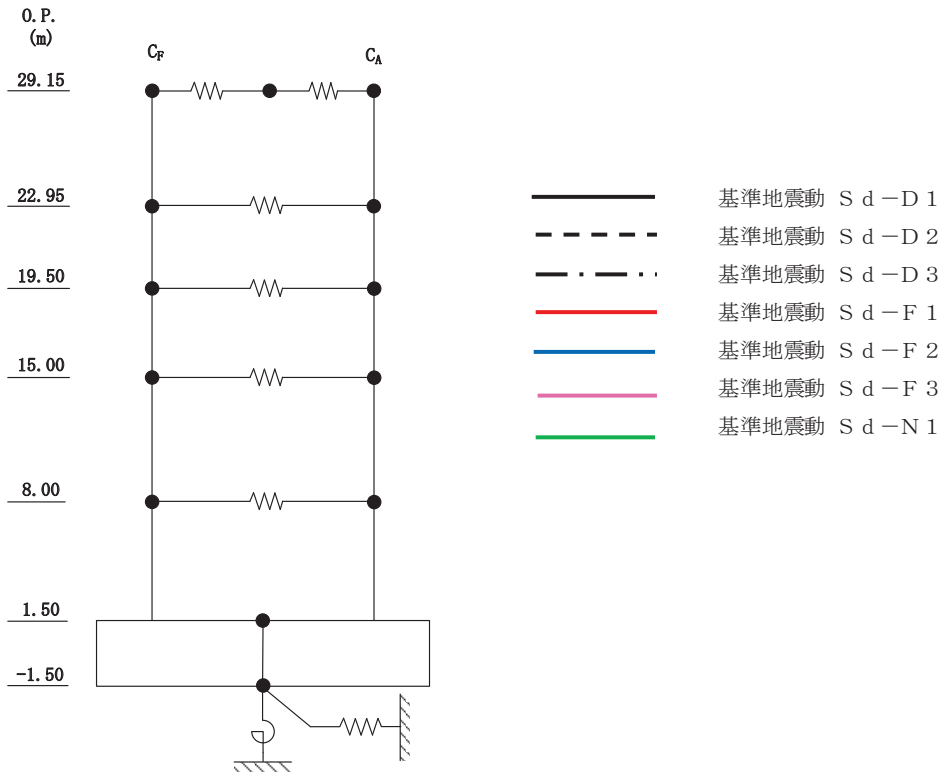 O.P.
(m)
CF
CA
29.15
22.95
19.50
15.00
8.00
1.50
-1.50
基準地震動 Ｓｄ－Ｄ１
基準地震動 Ｓｄ－Ｄ２
基準地震動 Ｓｄ－Ｄ３
基準地震動 Ｓｄ－Ｆ１
基準地震動 Ｓｄ－Ｆ２
基準地震動 Ｓｄ－Ｆ３
基準地震動 Ｓｄ－Ｎ１